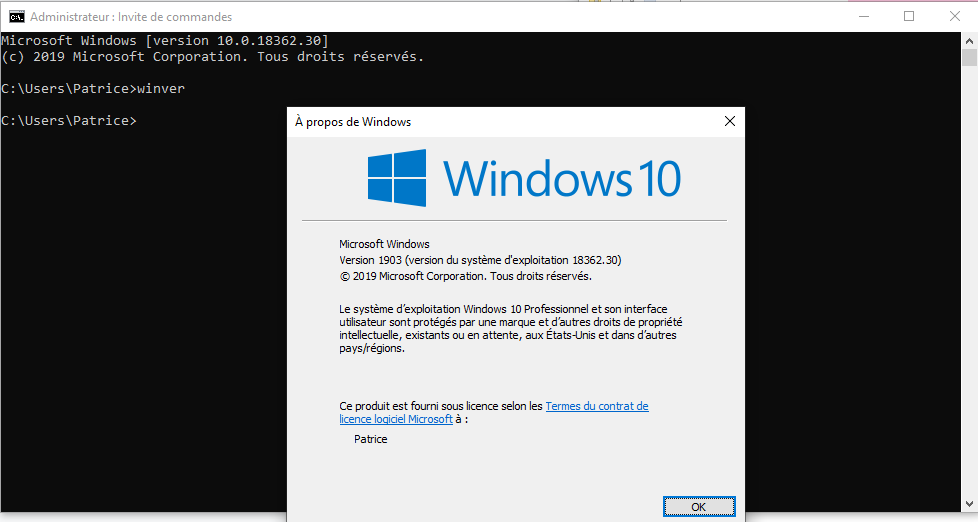 Administrateur : Invite de commandes
Microsoft Windows [version 10.0.18362.30]
(c) 2019 Microsoft Corporation. Tous droits réservés.
C:\Users\Patrice>winver
C:\Users\Patrice>
À propos de Windows
Windows 10
Microsoft Windows
Version 1903 (version du système d'exploitation 18362.30)
© 2019 Microsoft Corporation. Tous droits réservés.
Le système d’exploitation Windows 10 Professionnel et son interface
utilisateur sont protégés par une marque et d’autres droits de propriété
intellectuelle, existants ou en attente, aux États-Unis et dans d’autres
pays/régions.
Ce produit est fourni sous licence selon les Termes du contrat de
licence logiciel Microsoft à :
Patrice
OK